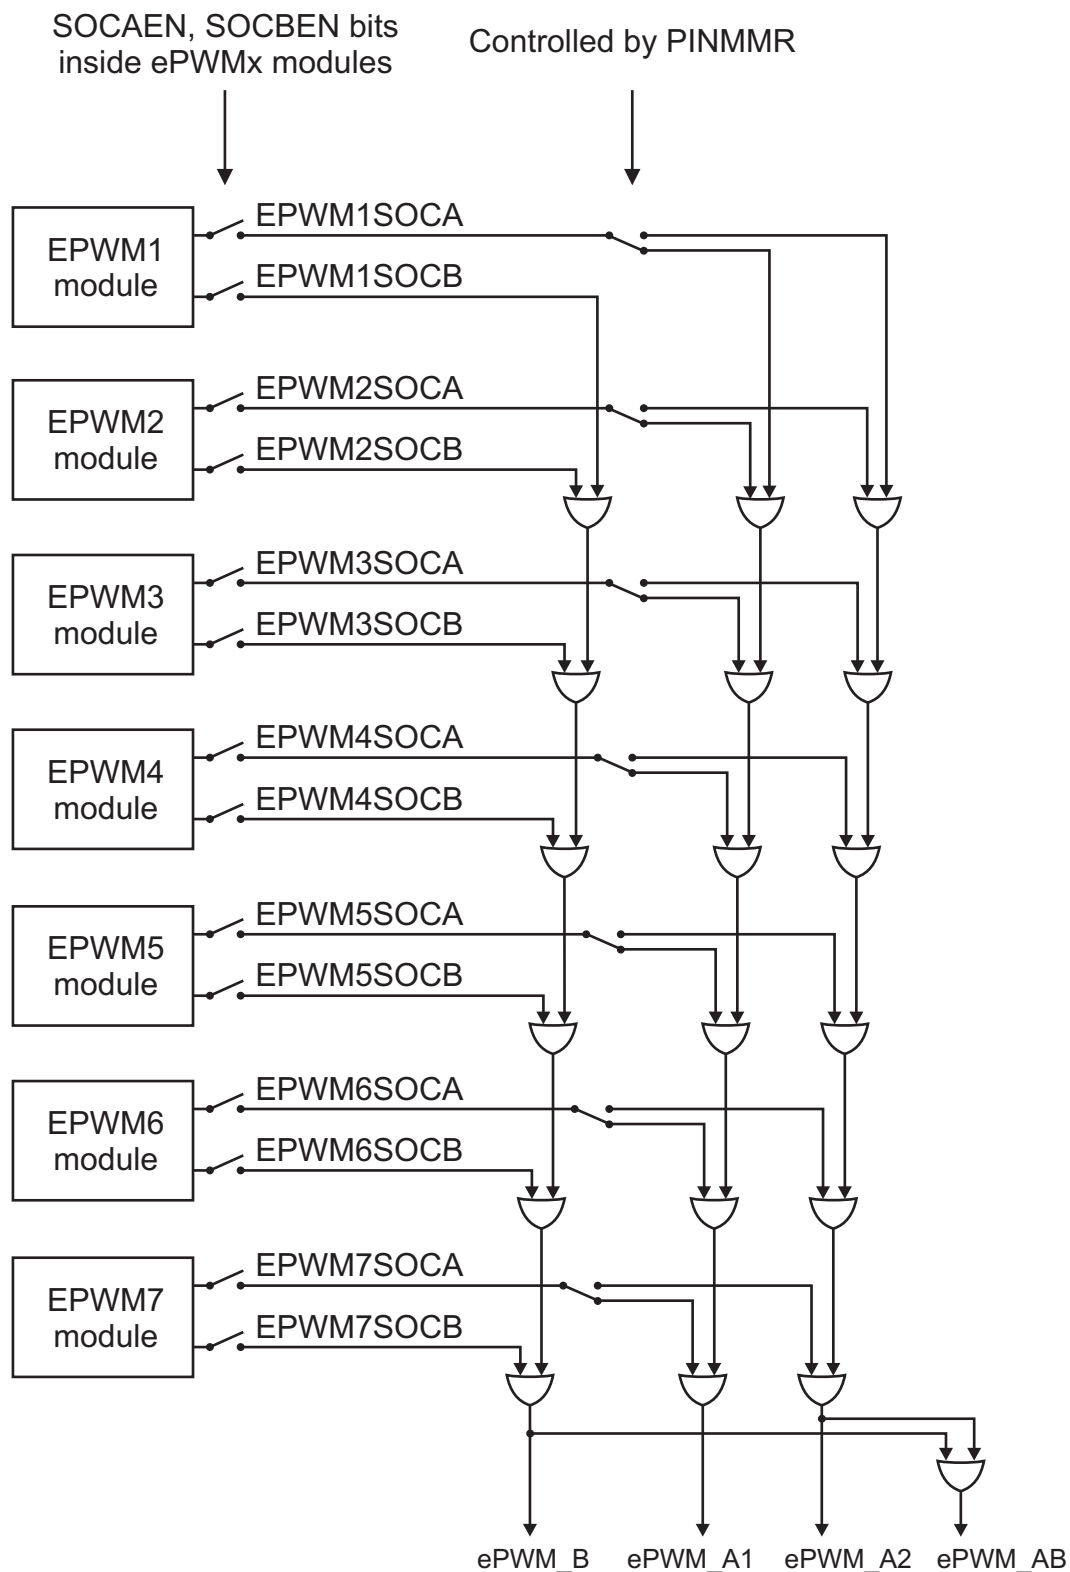 SOCAEN, SOCBEN bits
inside ePWMx modules
Controlled by PINMMR
EPWM1
module
EPWM1SOCA
EPWM1SOCB
EPWM2
module
EPWM2SOCA
EPWM2SOCB
EPWM3
module
EPWM3SOCA
EPWM3SOCB
EPWM4
module
EPWM4SOCA
EPWM4SOCB
EPWM5
module
EPWM5SOCA
EPWM5SOCB
EPWM6
module
EPWM6SOCA
EPWM6SOCB
EPWM7
module
EPWM7SOCA
EPWM7SOCB
ePWM_B
ePWM_A1
ePWM_A2
ePWM_AB